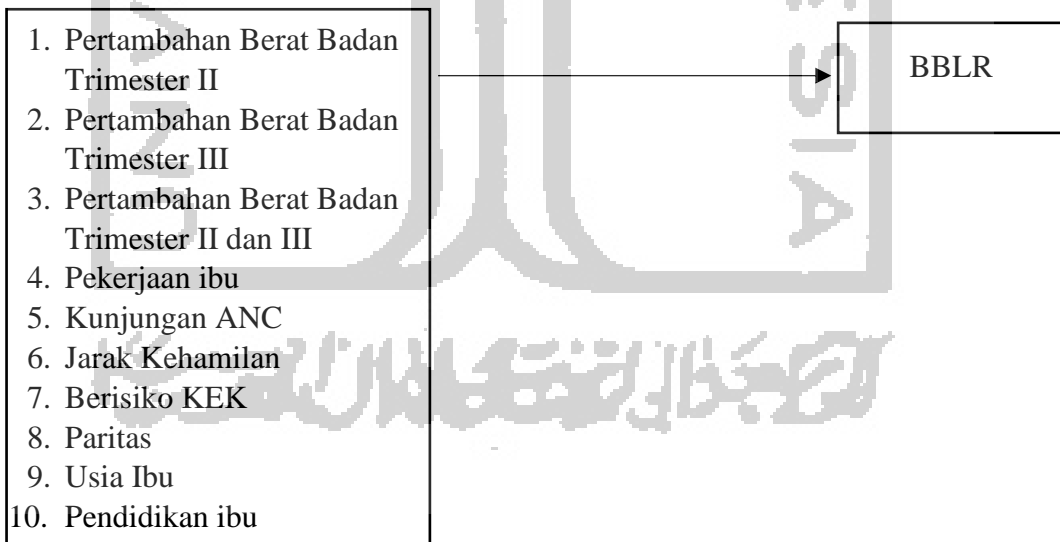 1. Pertambahan Berat Badan
Trimester II
2. Pertambahan Berat Badan
Trimester III
3. Pertambahan Berat Badan
Trimester II dan III
4. Pekerjaan ibu
5. Kunjungan ANC
6. Jarak Kehamilan
7. Berisiko KEK
8. Paritas
9. Usia Ibu
10. Pendidikan ibu
BBLR